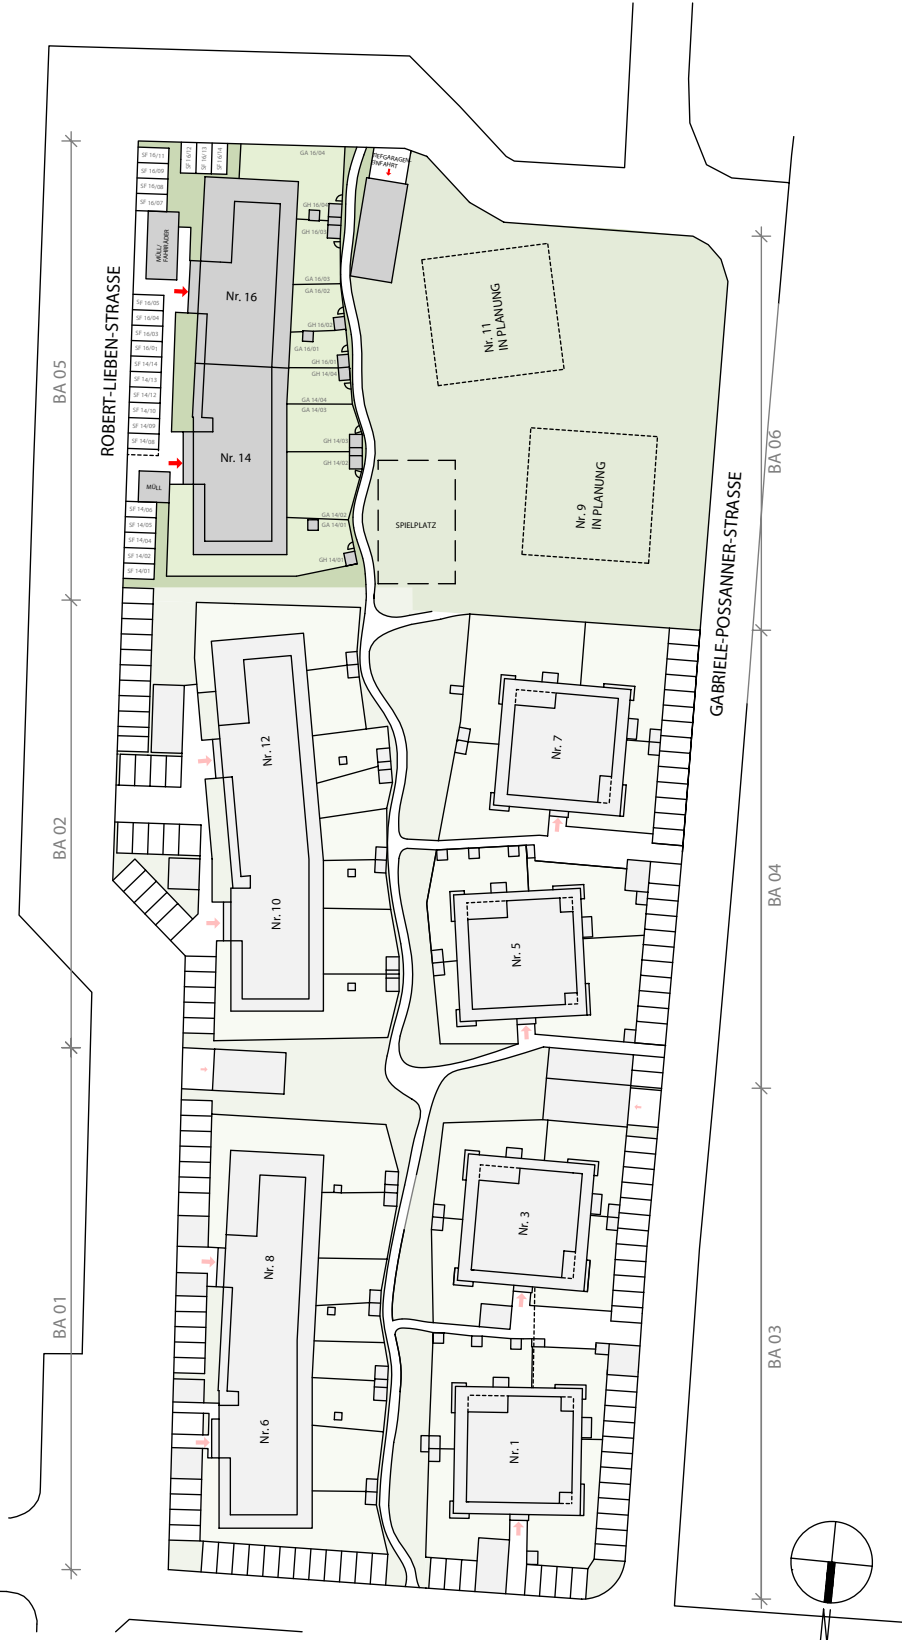 TIEFGARAGEN-
EINFAHRT
SF 16/11
SF 16/09
SF 16/08
SF 16/07
SF 16/12
SF 16/13
SF 16/14
GA 16/04
MÜLL/
FAHRRÄDER
GH 16/04
GH 16/03
GA 16/03
GA 16/02
GH 16/02
GA 16/01
GH 16/01
GH 14/04
GA 14/04
GA 14/03
GH 14/03
GH 14/02
GA 14/02
GA 14/01
GH 14/01
SF 16/05
SF 16/04
SF 16/03
SF 16/01
SF 14/14
SF 14/13
SF 14/12
SF 14/10
SF 14/09
SF 14/08
MÜLL
SF 14/06
SF 14/05
SF 14/04
SF 14/02
SF 14/01
Nr. 16
Nr. 14
Nr. 11
IN PLANUNG
Nr. 9
IN PLANUNG
SPIELPLATZ
ROBERT-LIEBEN-STRASSE
GABRIELE-POSSANNER-STRASSE
BA 05
BA 06
Nr. 12
Nr. 10
Nr. 7
Nr. 5
BA 02
BA 04
Nr. 8
Nr. 6
Nr. 3
Nr. 1
BA 01
BA 03
N